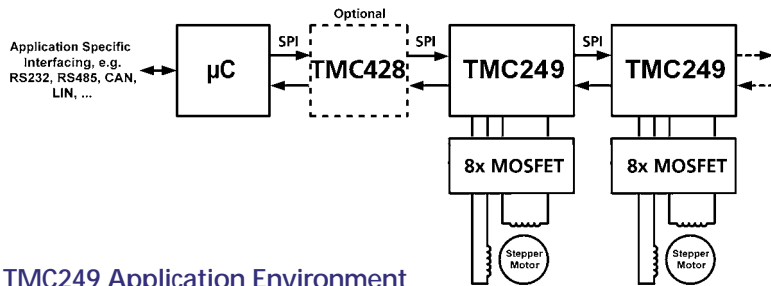 Optional
Application Specific
Interfacing, e.g.
RS232, RS485, CAN,
LIN, ...
µC
SPI
TMC428
SPI
TMC249
SPI
TMC249
8x MOSFET
8x MOSFET
Stepper
Motor
Stepper
Motor
TMC249 Application Environment